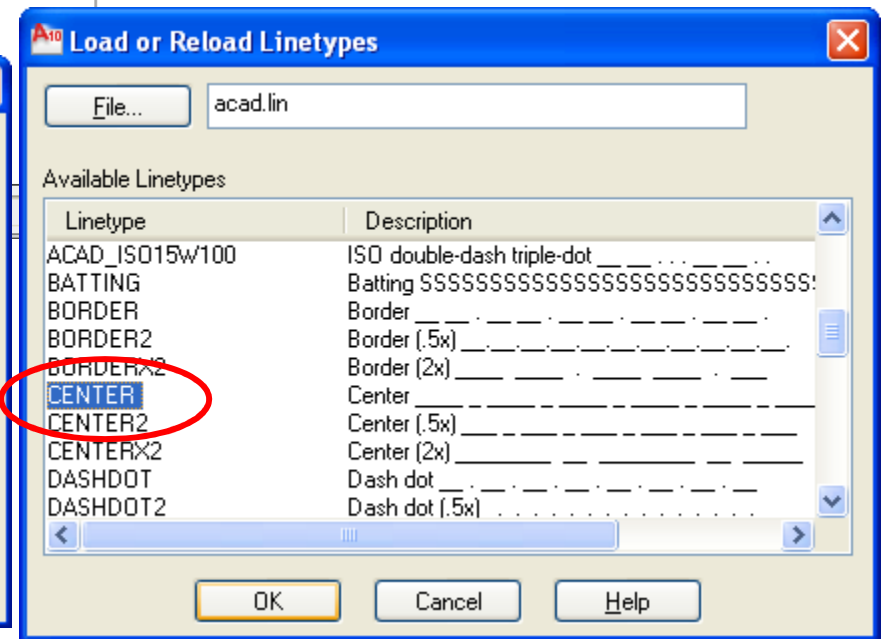 A10 Load or Reload Linetypes
File... acad.lin
Available Linetypes
Linetype Description
ACAD_ISO15W100 ISO double-dash triple-dot __ __ . . . __ __ . .
BATTING Batting SSSSSSSSSSSSSSSSSSSSSSSSSSSSS
BORDER Border __ __ . __ __ . __ __ . __ __ .
BORDER2 Border (.5x) __.__.__.__.__.__.__.__.__.
BORDERX2 Border (2x) ____ ____ . ____ ____ . ___
CENTER Center ____ _ ____ _ ____ _ ____ _ ____ _ ____
CENTER2 Center (.5x) ___ _ ___ _ ___ _ ___ _ ___ _ ___
CENTERX2 Center (2x) ________ __ ________ __ _____
DASHDOT Dash dot __ . __ . __ . __ . __ . __ . __ . __
DASHDOT2 Dash dot (.5x) . . . . . . . . . . . . . . .
OK Cancel Help